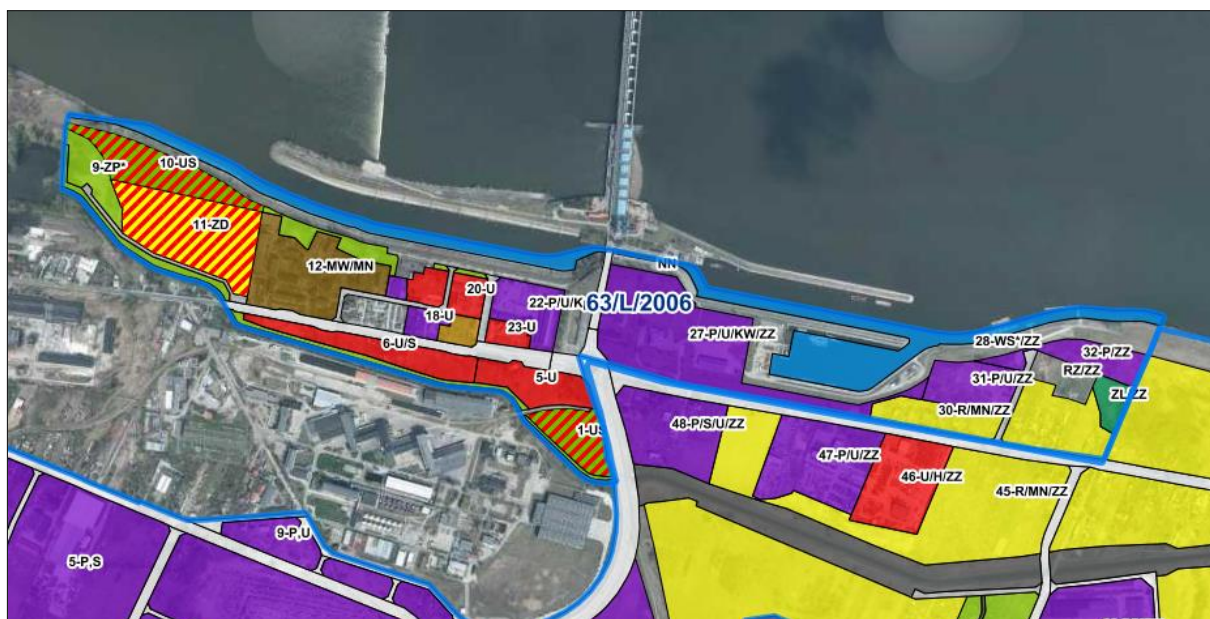 10-US
9-ZP*
11-ZD
12-MW/MN
NN
20-U
22-P/U/K
63/L/2006
18-U
23-U
27-P/U/KW/ZZ
6-U/S
28-WS*/ZZ
32-P/ZZ
RZ/ZZ
5-U
31-P/U/ZZ
ZL/ZZ
30-R/MN/ZZ
1-US
48-P/S/U/ZZ
47-P/U/ZZ
46-U/H/ZZ
45-R/MN/ZZ
9-P,U
5-P,S